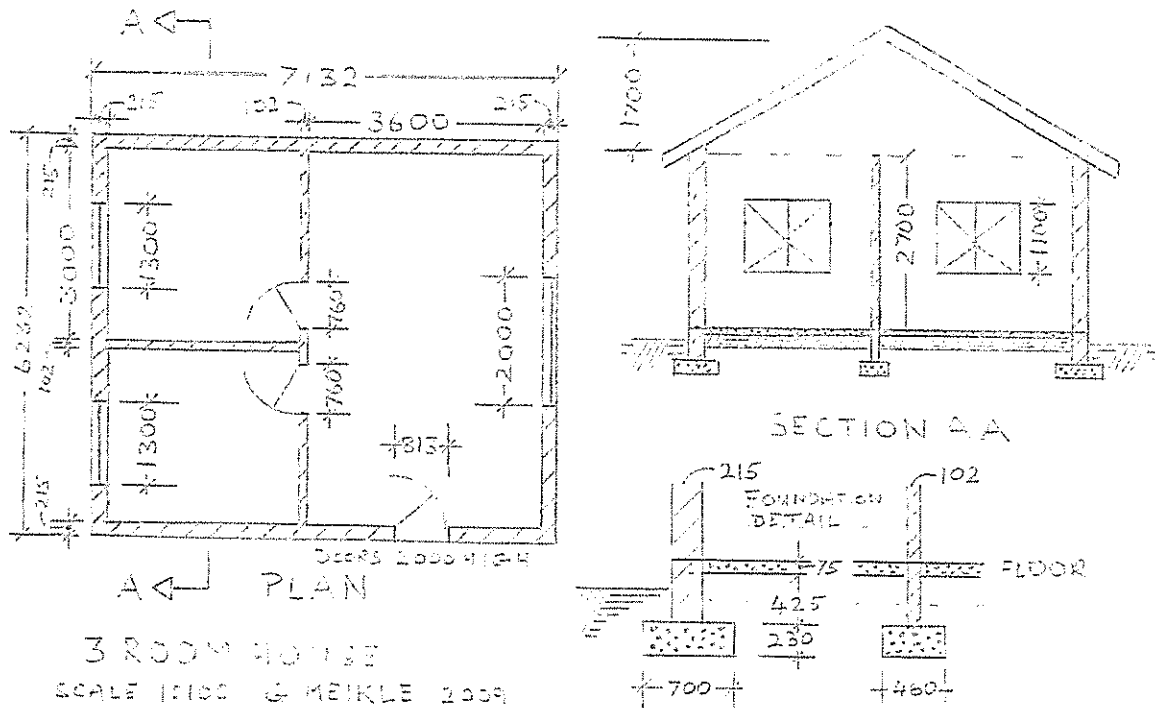 A
7132
215
102
3600
215
215
3000
6232
102
215
1300
1300
760
760
2000
813
DOORS 2000 HIGH
A
PLAN
3 ROOM HOUSE
SCALE 1:100 G MEIKLE 2009
1700
2700
1100
SECTION AA
215
102
FOUNDATION
DETAIL
75
FLOOR
425
230
700
460